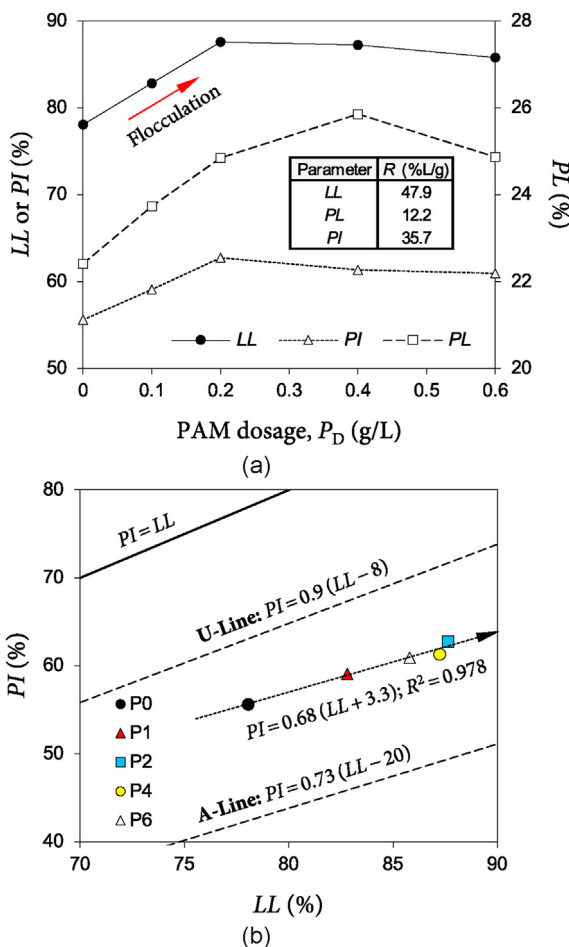 90
80
70
60
50
LL or PI (%)
28
26
24
22
20
PL (%)
Flocculation
Parameter R (%L/g)
LL 47.9
PL 12.2
PI 35.7
LL PI PL
0 0.1 0.2 0.3 0.4 0.5 0.6
PAM dosage, P_D (g/L)
(a)
80
70
60
50
40
PI (%)
PI = LL
U-Line: PI = 0.9 (LL – 8)
PI = 0.68 (LL + 3.3); R² = 0.978
A-Line: PI = 0.73 (LL – 20)
P0
P1
P2
P4
P6
70 75 80 85 90
LL (%)
(b)